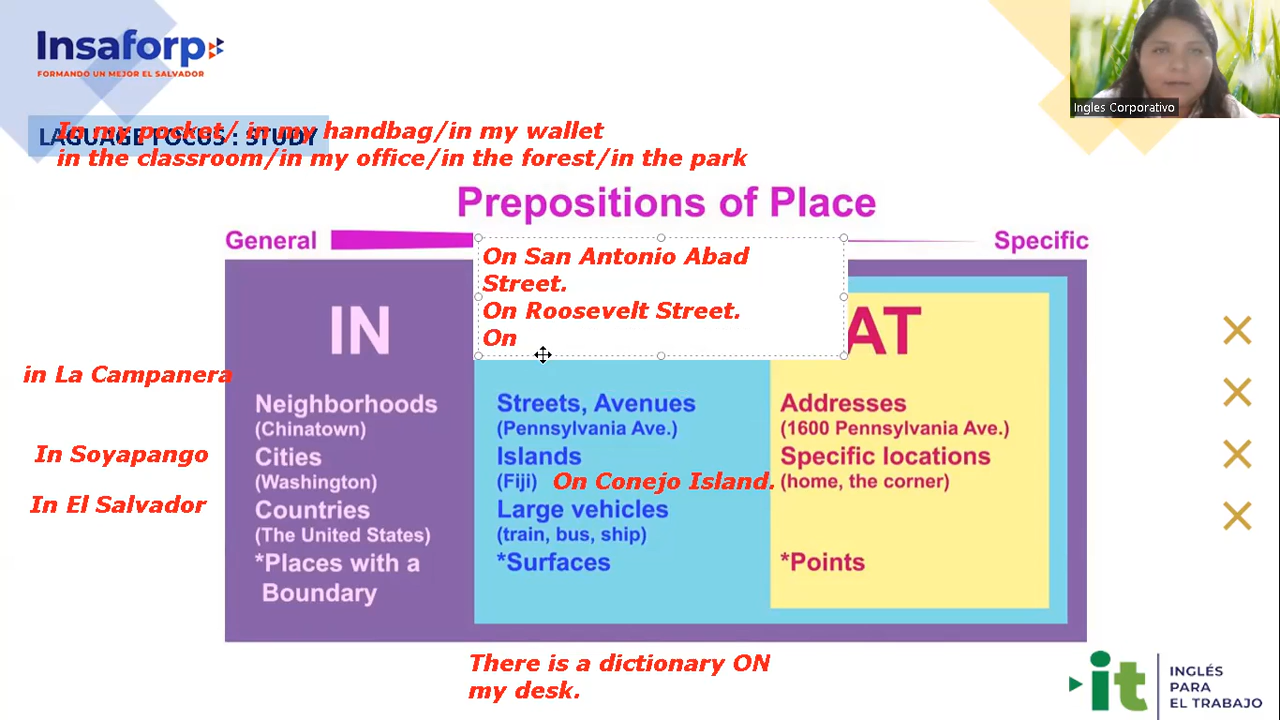 Insaforp
FORMANDO UN MEJOR EL SALVADOR
Ingles Corporativo
LAGUAGE FOCUS : STUDY
In my pocket/ in my handbag/in my wallet
in the classroom/in my office/in the forest/in the park
Prepositions of Place
General
Specific
On San Antonio Abad
Street.
On Roosevelt Street.
On
IN
AT
in La Campanera
Neighborhoods
(Chinatown)
Cities
(Washington)
Countries
(The United States)
*Places with a
Boundary
In Soyapango
In El Salvador
Streets, Avenues
(Pennsylvania Ave.)
Islands
(Fiji)
On Conejo Island.
Large vehicles
(train, bus, ship)
*Surfaces
Addresses
(1600 Pennsylvania Ave.)
Specific locations
(home, the corner)
*Points
There is a dictionary ON
my desk.
it
INGLÉS
PARA
EL TRABAJO